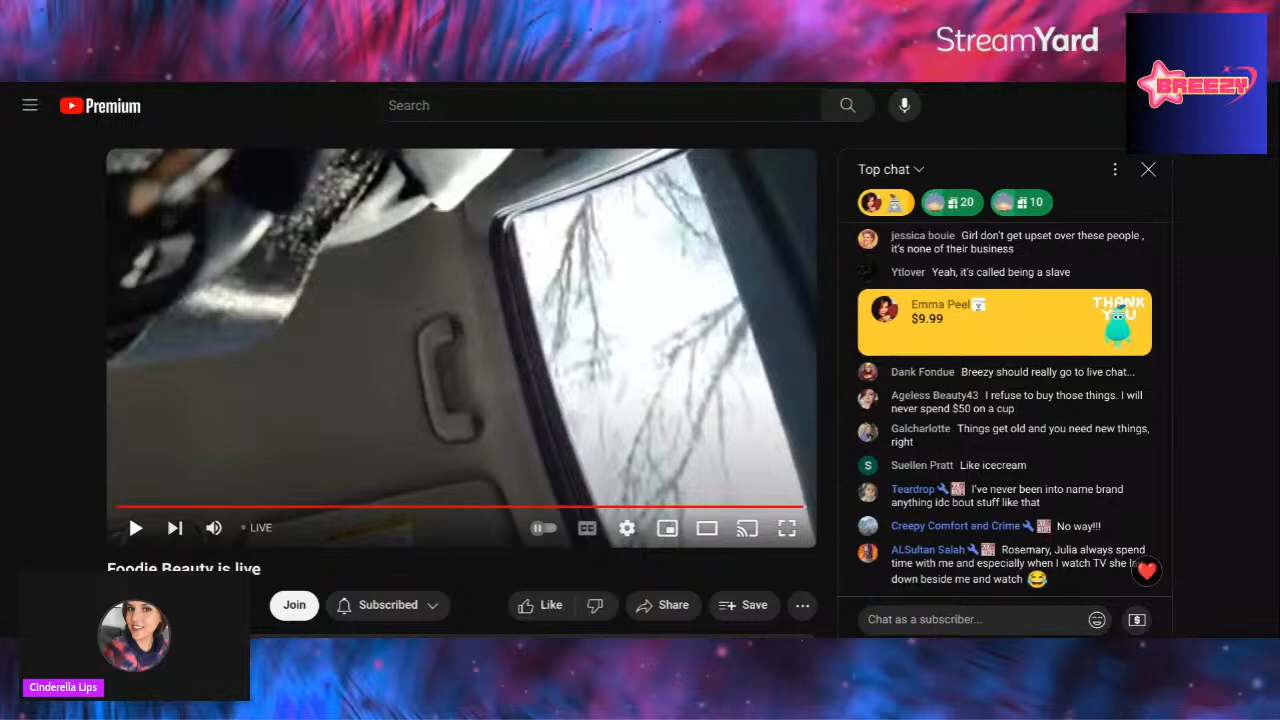 StreamYard
BREEZY
Premium
Search
Top chat
20
10
jessica bouie Girl don't get upset over these people ,
it's none of their business
Ytlover Yeah, it's called being a slave
Emma Peel
$9.99
THANK
YOU
Dank Fondue Breezy should really go to live chat...
Ageless Beauty43 I refuse to buy those things. I will
never spend $50 on a cup
Galcharlotte Things get old and you need new things,
right
S
Suellen Pratt Like icecream
Teardrop I've never been into name brand
anything idc bout stuff like that
Creepy Comfort and Crime No way!!!
ALSultan Salah Rosemary, Julia always spend
time with me and especially when I watch TV she
down beside me and watch
Chat as a subscriber...
LIVE
CC
Foodie Beauty is live
Join
Subscribed
Like
Share
Save
Cinderella Lips